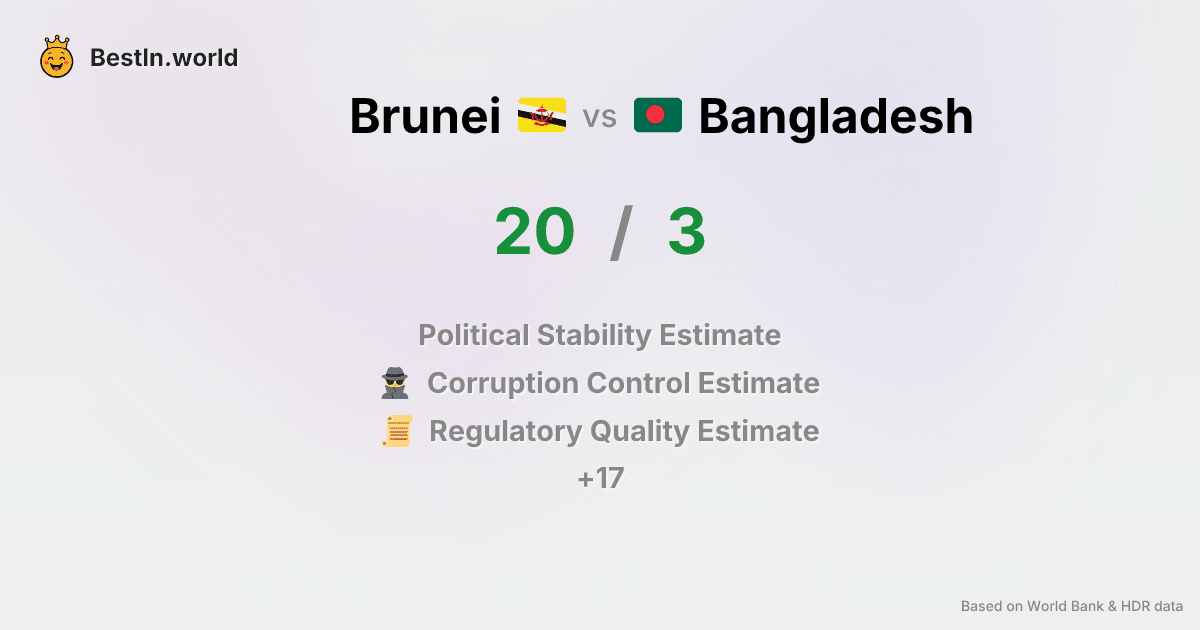 BestIn.world
Brunei vs Bangladesh
20 / 3
Political Stability Estimate
Corruption Control Estimate
Regulatory Quality Estimate
+17
Based on World Bank & HDR data